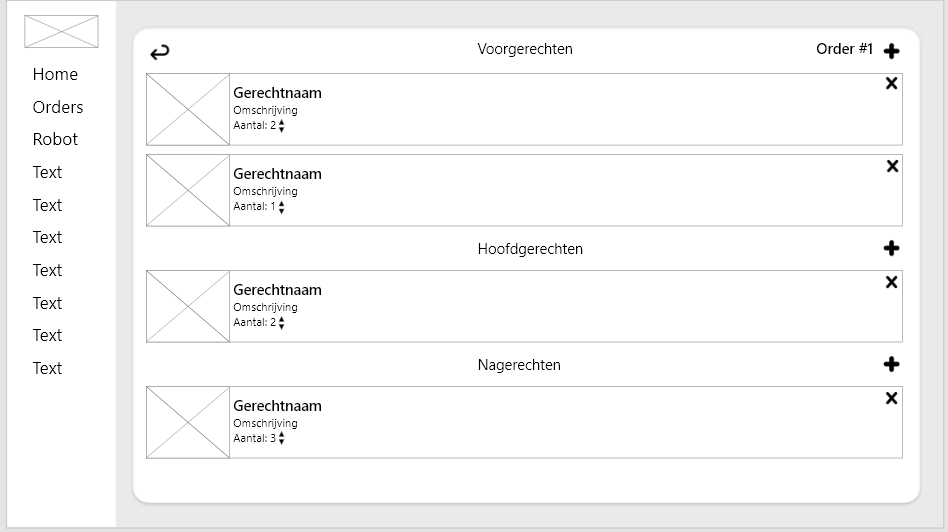 Home
Orders
Robot
Text
Text
Text
Text
Text
Text
Text
Voorgerechten
Order #1
Gerechtnaam
Omschrijving
Aantal: 2
Gerechtnaam
Omschrijving
Aantal: 1
Hoofdgerechten
Gerechtnaam
Omschrijving
Aantal: 2
Nagerechten
Gerechtnaam
Omschrijving
Aantal: 3